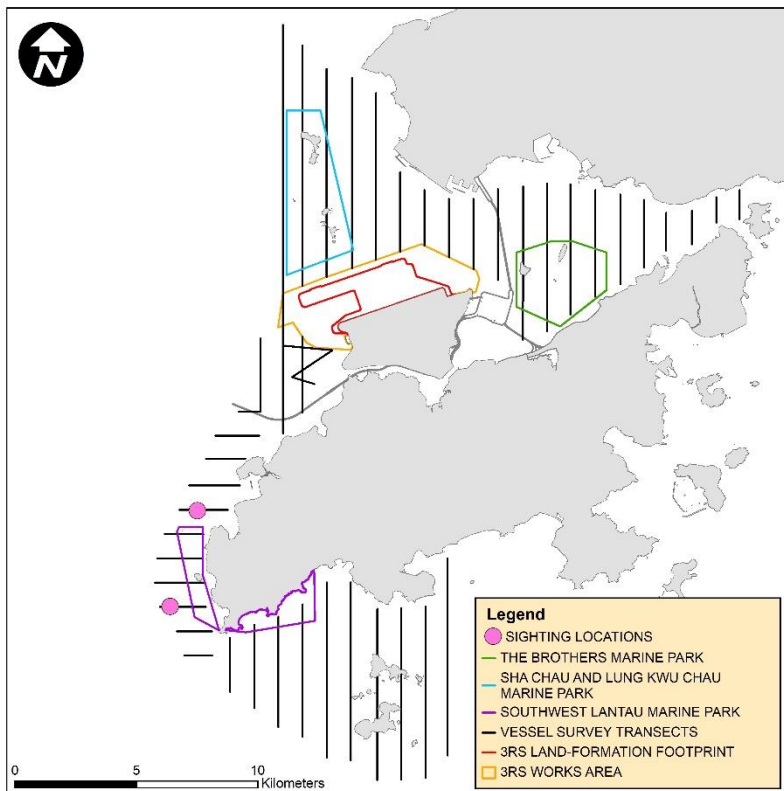 N
Legend
SIGHTING LOCATIONS
THE BROTHERS MARINE PARK
SHA CHAU AND LUNG KWU CHAU
MARINE PARK
SOUTHWEST LANTAU MARINE PARK
VESSEL SURVEY TRANSECTS
3RS LAND-FORMATION FOOTPRINT
3RS WORKS AREA
0 5 10
Kilometers